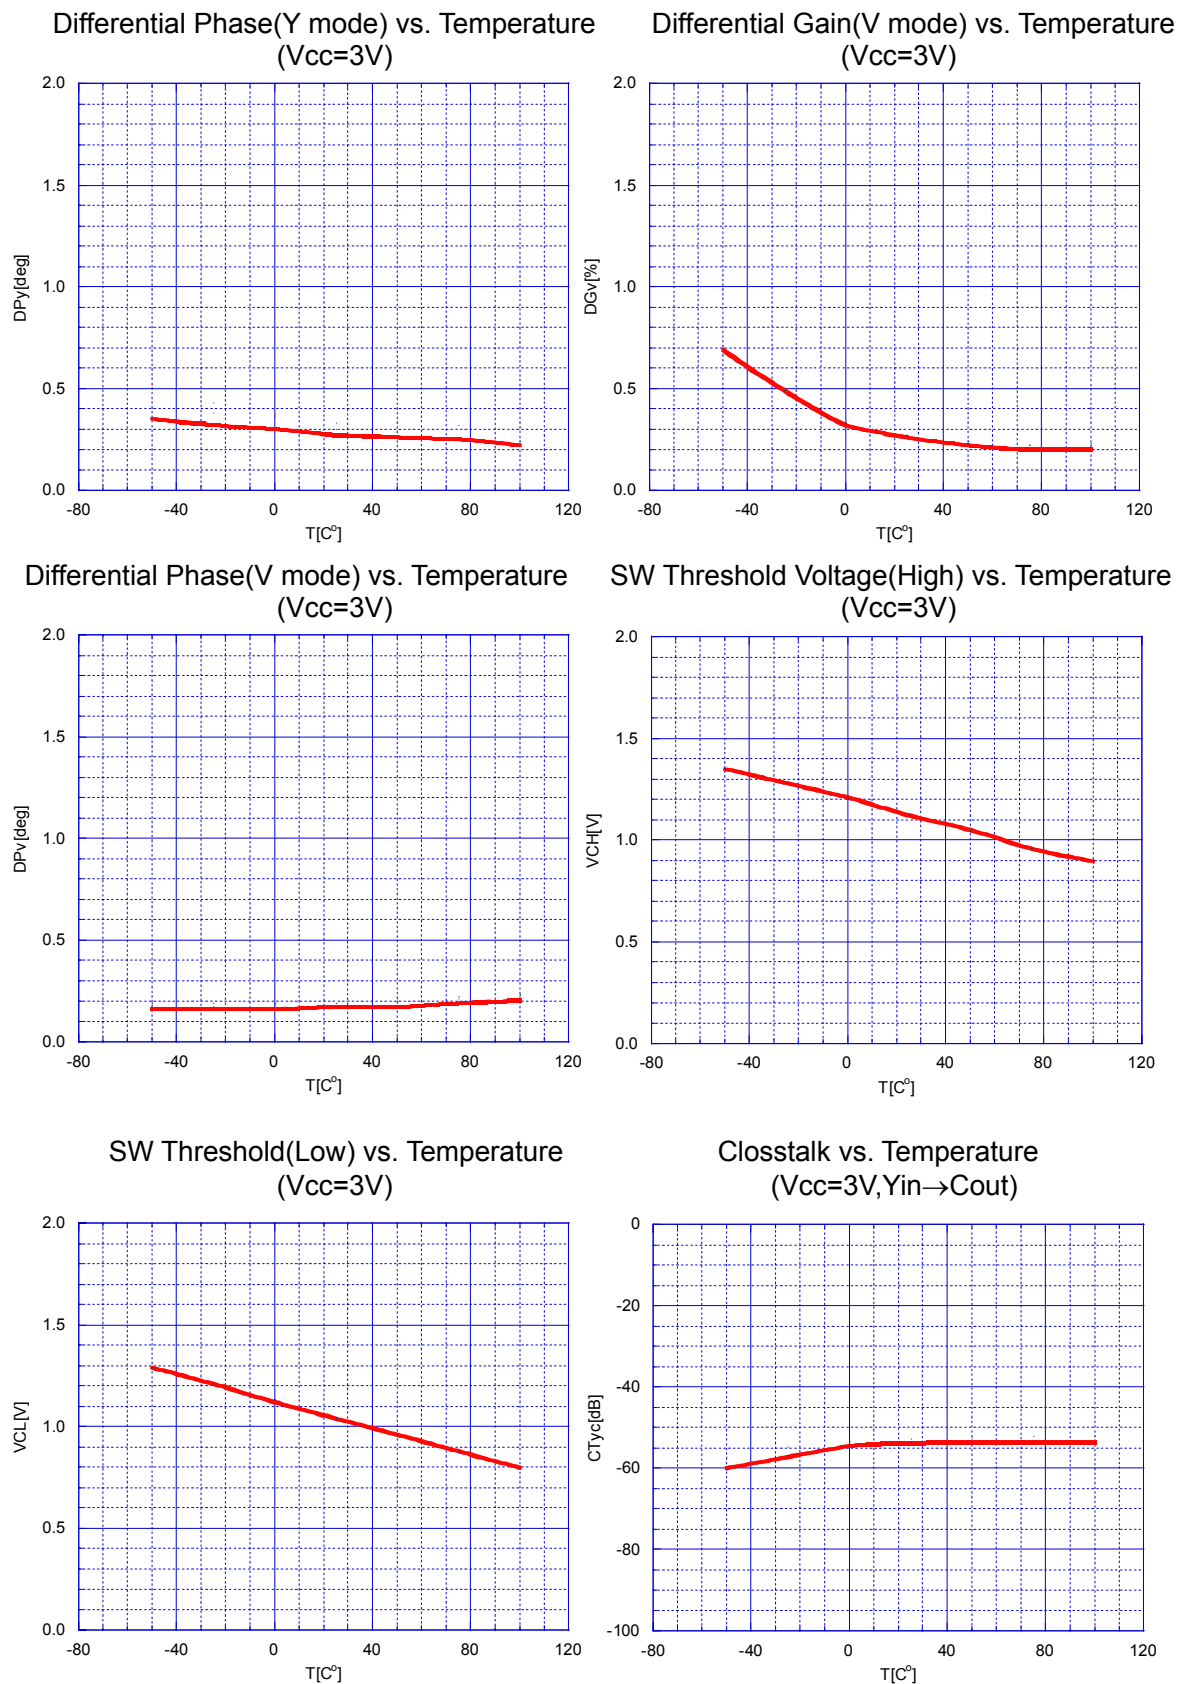 Differential Phase(Y mode) vs. Temperature
(Vcc=3V)
2.0
1.5
1.0
0.5
0.0
DPy[deg]
-80 -40 0 40 80 120
T[C°]
Differential Gain(V mode) vs. Temperature
(Vcc=3V)
2.0
1.5
1.0
0.5
0.0
DGv[%]
-80 -40 0 40 80 120
T[C°]
Differential Phase(V mode) vs. Temperature
(Vcc=3V)
2.0
1.5
1.0
0.5
0.0
DPv[deg]
-80 -40 0 40 80 120
T[C°]
SW Threshold Voltage(High) vs. Temperature
(Vcc=3V)
2.0
1.5
1.0
0.5
0.0
VCH[V]
-80 -40 0 40 80 120
T[C°]
SW Threshold(Low) vs. Temperature
(Vcc=3V)
2.0
1.5
1.0
0.5
0.0
VCL[V]
-80 -40 0 40 80 120
T[C°]
Closstalk vs. Temperature
(Vcc=3V,Yin→Cout)
0
-20
-40
-60
-80
-100
CTyc[dB]
-80 -40 0 40 80 120
T[C°]